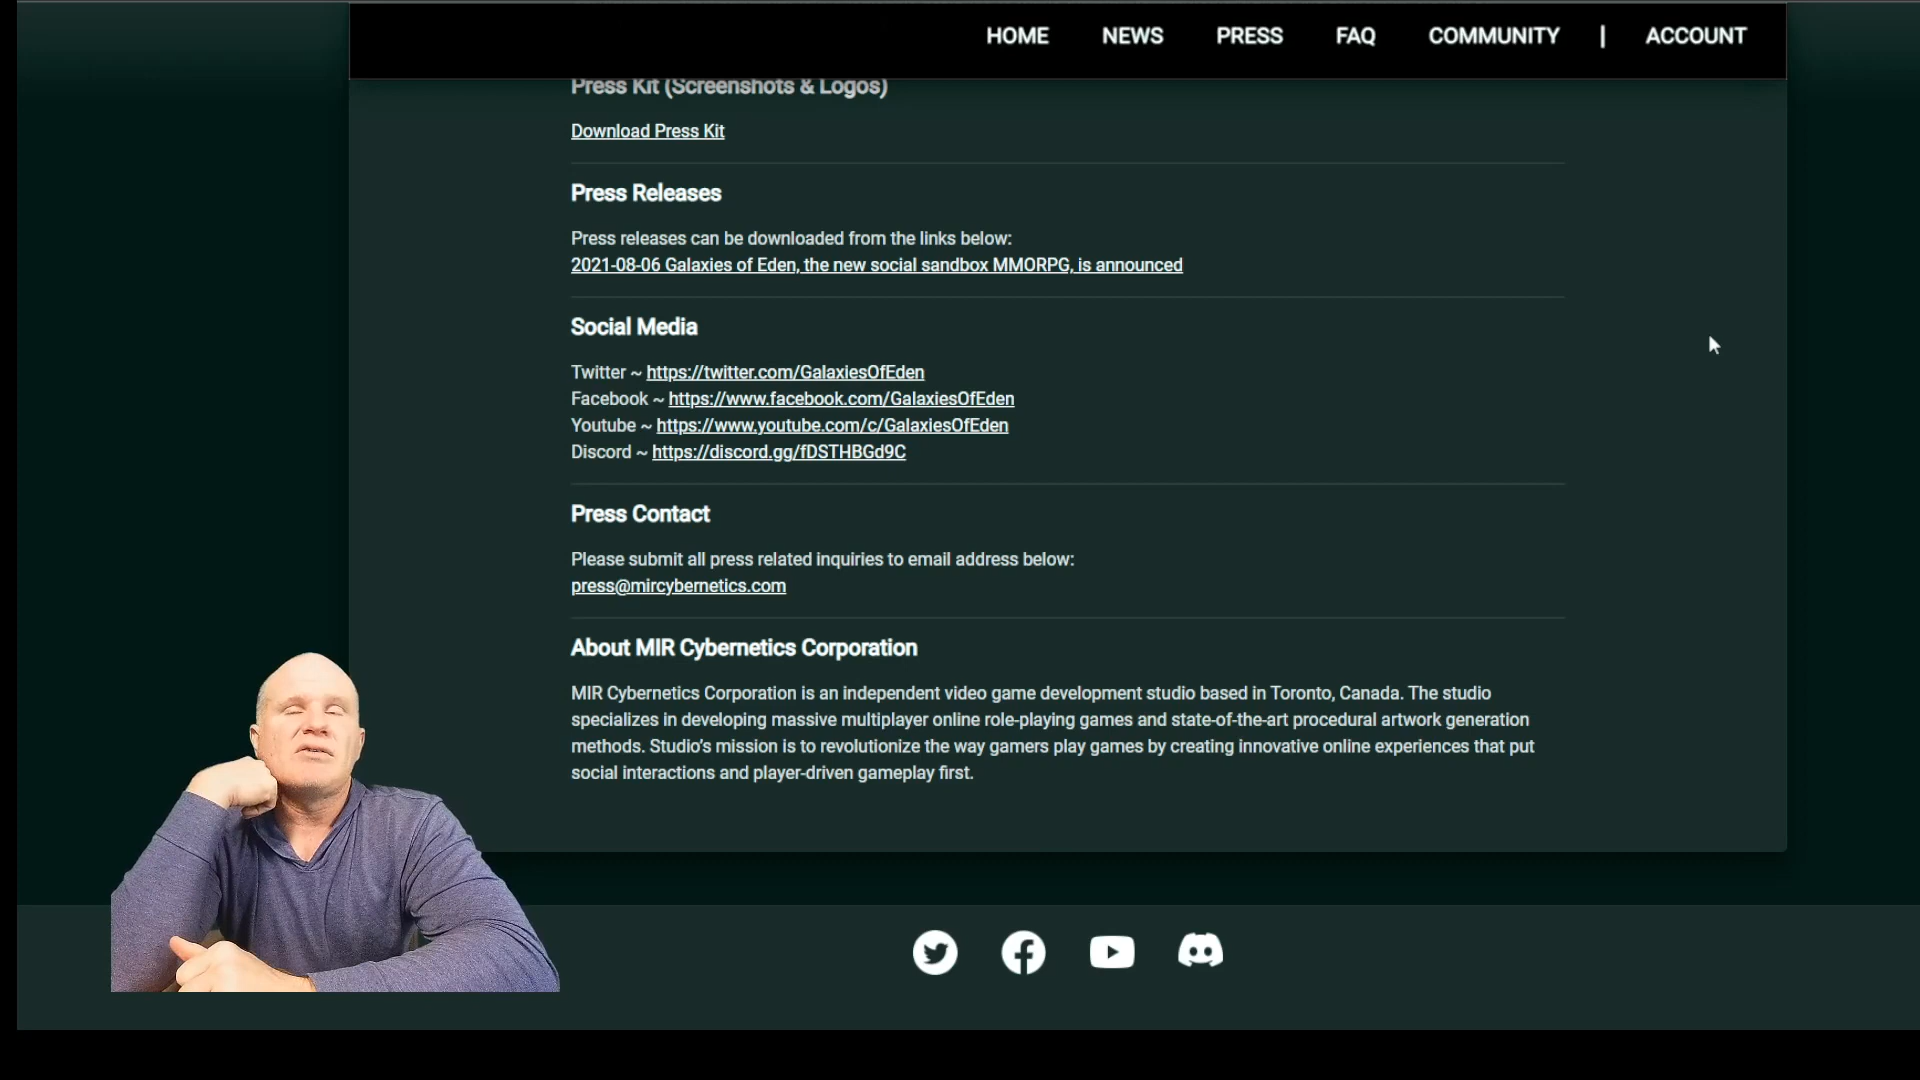 HOME NEWS PRESS FAQ COMMUNITY | ACCOUNT
Press Kit (Screenshots & Logos)
Download Press Kit
Press Releases
Press releases can be downloaded from the links below:
2021-08-06 Galaxies of Eden, the new social sandbox MMORPG, is announced
Social Media
Twitter ~ https://twitter.com/GalaxiesOfEden
Facebook ~ https://www.facebook.com/GalaxiesOfEden
Youtube ~ https://www.youtube.com/c/GalaxiesOfEden
Discord ~ https://discord.gg/fDSTHBGd9C
Press Contact
Please submit all press related inquiries to email address below:
press@mircybernetics.com
About MIR Cybernetics Corporation
MIR Cybernetics Corporation is an independent video game development studio based in Toronto, Canada. The studio
specializes in developing massive multiplayer online role-playing games and state-of-the-art procedural artwork generation
methods. Studio’s mission is to revolutionize the way gamers play games by creating innovative online experiences that put
social interactions and player-driven gameplay first.